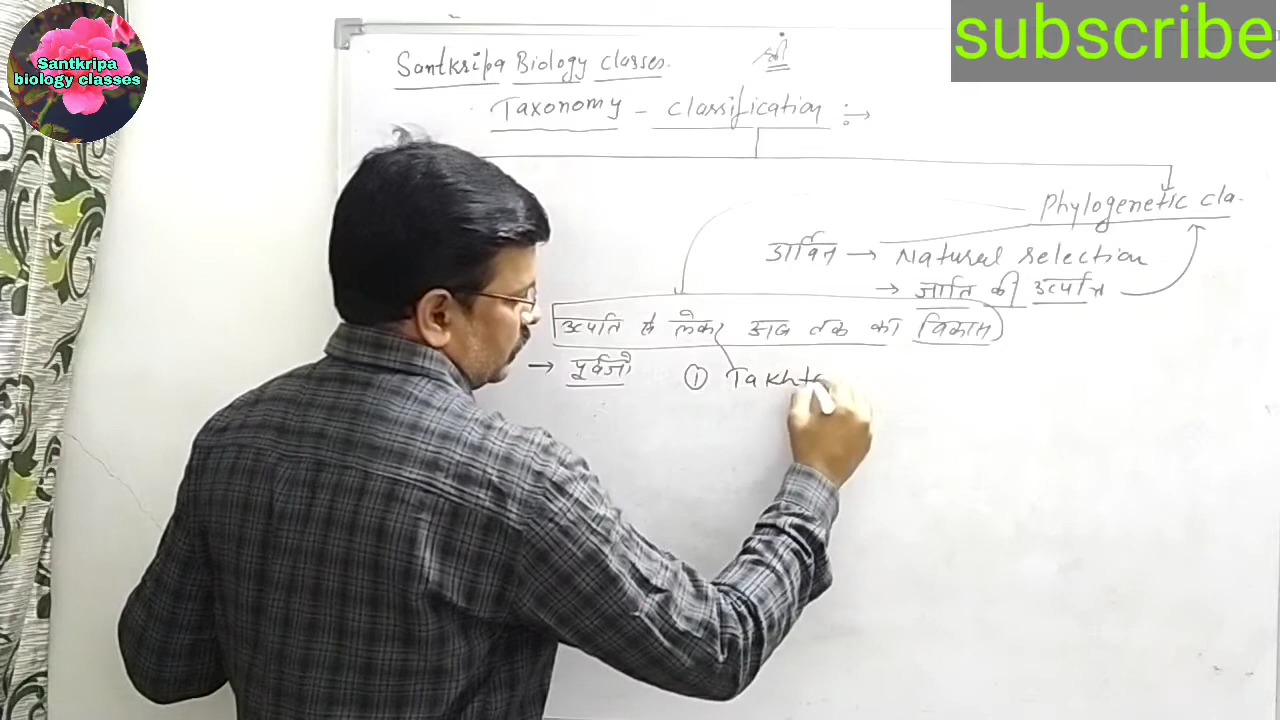 subscribe
Santkripa
biology classes
Santkripa Biology classes.
श्री
Taxonomy - classification :→
Phylogenetic cla.
डार्विन → Natural selection
→ जाति की उत्पत्ति
उत्पति से लेकर आज तक का विकास
→ पूर्वजो
① Takhta